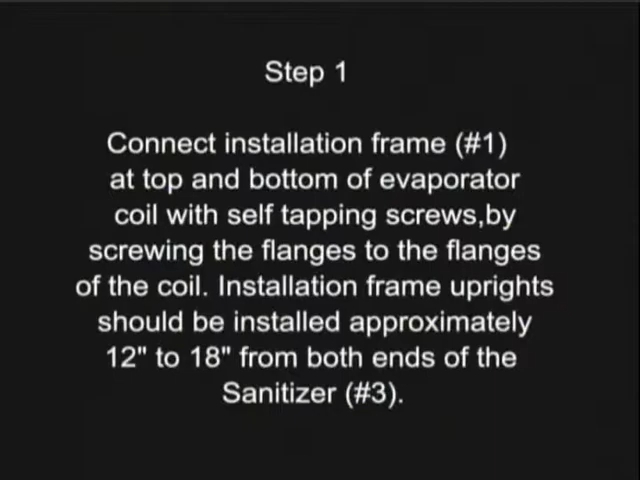 Step 1
Connect installation frame (#1)
at top and bottom of evaporator
coil with self tapping screws,by
screwing the flanges to the flanges
of the coil. Installation frame uprights
should be installed approximately
12" to 18" from both ends of the
Sanitizer (#3).